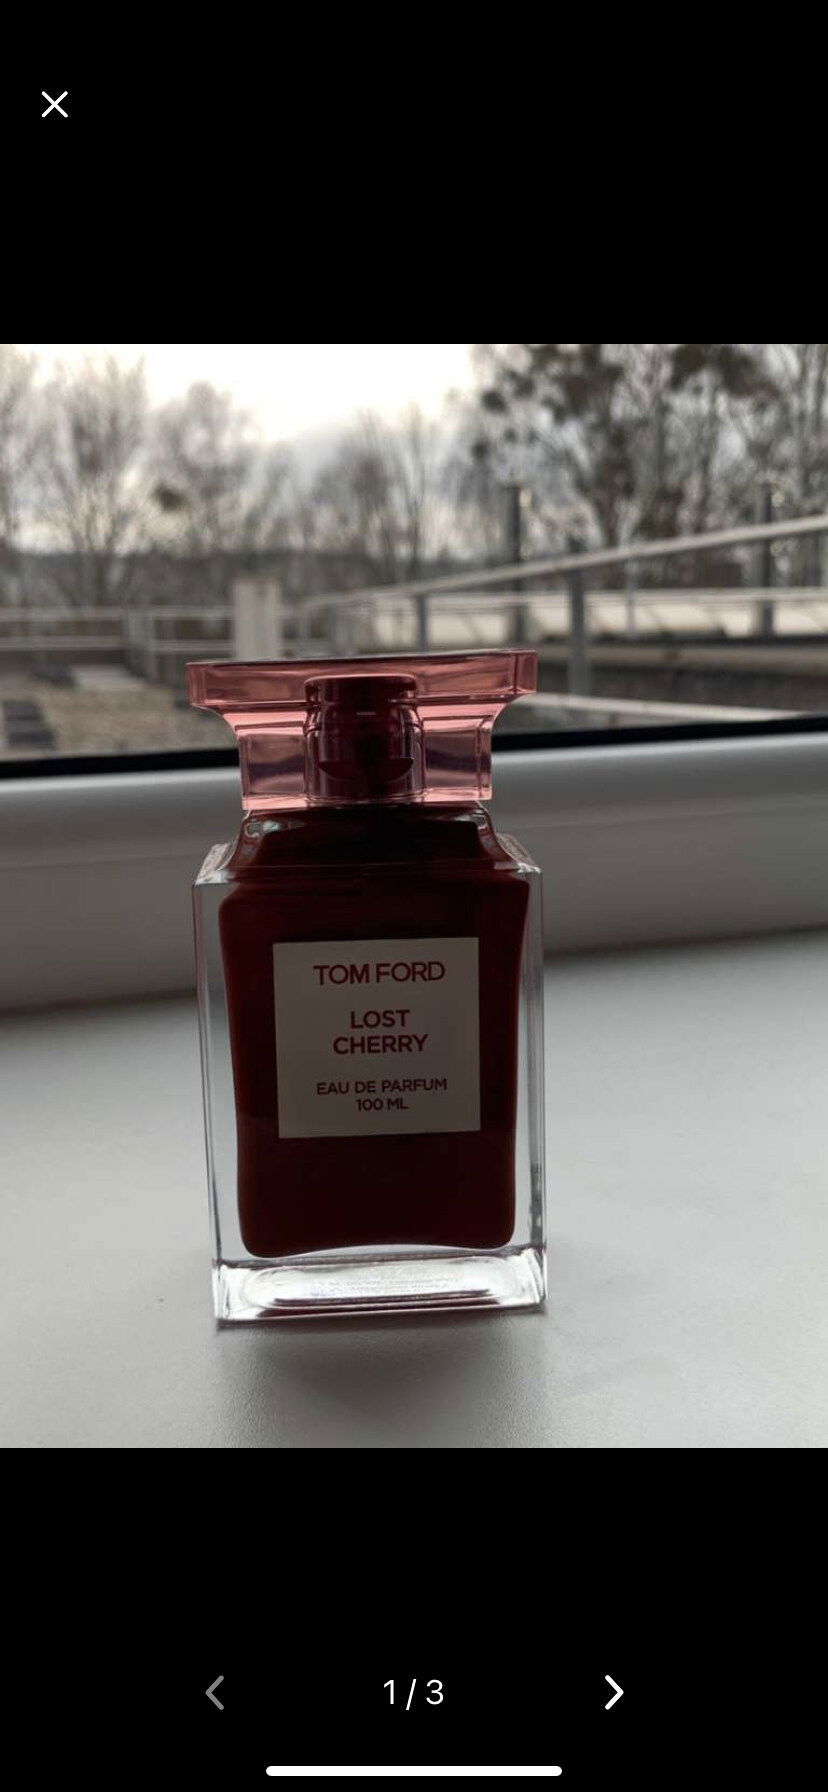 TOM FORD
LOST
CHERRY
EAU DE PARFUM
100 ML
1 / 3